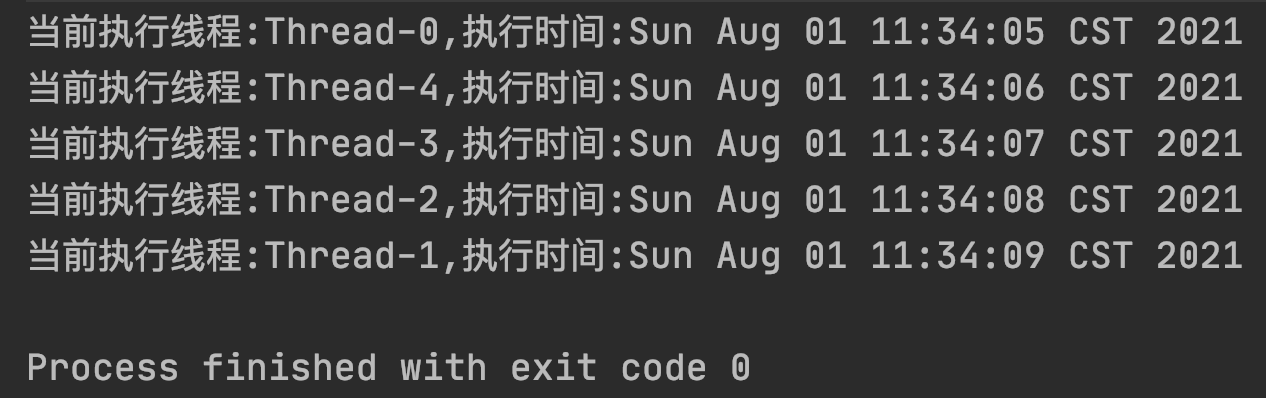 当前执行线程:Thread-0,执行时间:Sun Aug 01 11:34:05 CST 2021
当前执行线程:Thread-4,执行时间:Sun Aug 01 11:34:06 CST 2021
当前执行线程:Thread-3,执行时间:Sun Aug 01 11:34:07 CST 2021
当前执行线程:Thread-2,执行时间:Sun Aug 01 11:34:08 CST 2021
当前执行线程:Thread-1,执行时间:Sun Aug 01 11:34:09 CST 2021
Process finished with exit code 0